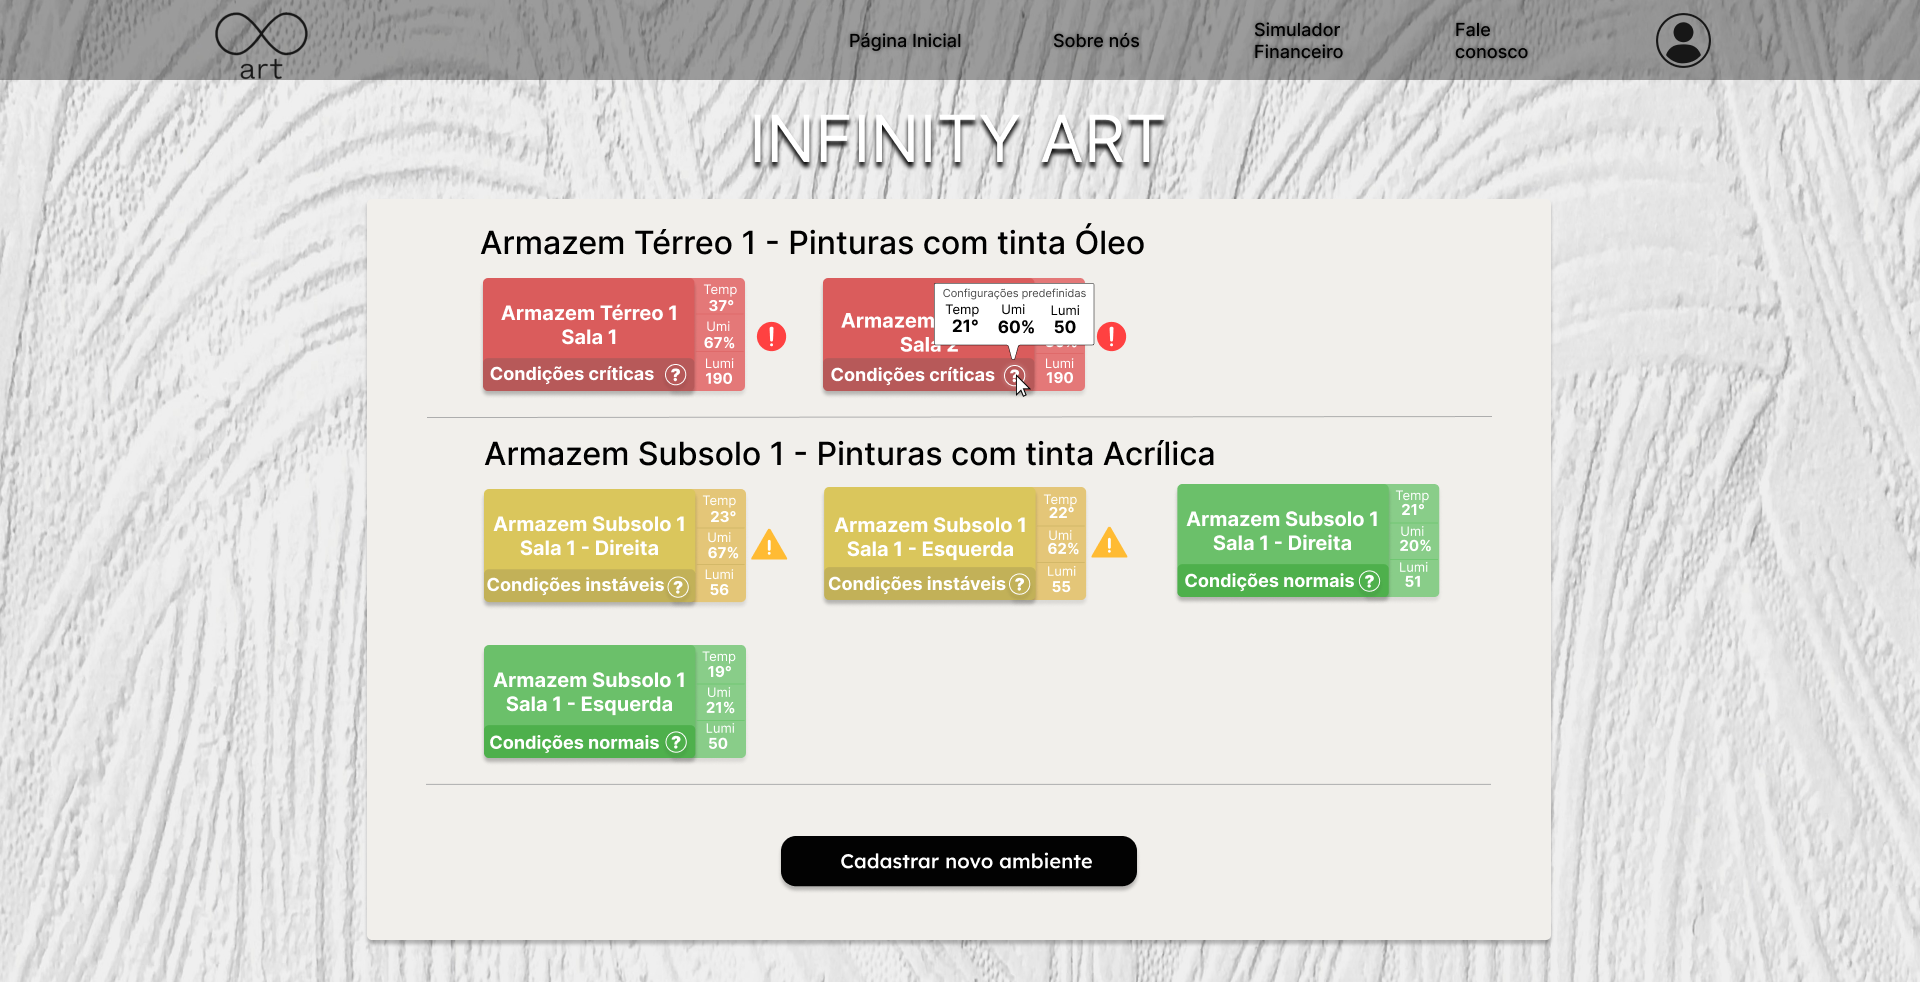 art
Página Inicial
Sobre nós
Simulador
Financeiro
Fale
conosco
INFINITY ART
Armazem Térreo 1 - Pinturas com tinta Óleo
Armazem Térreo 1
Sala 1
Condições críticas ?
Temp
37°
Umi
67%
Lumi
190
!
Armazem
Sala 2
Condições críticas ?
Configurações predefinidas
Temp Umi Lumi
21° 60% 50
Lumi
190
!
Armazem Subsolo 1 - Pinturas com tinta Acrílica
Armazem Subsolo 1
Sala 1 - Direita
Condições instáveis ?
Temp
23°
Umi
67%
Lumi
56
!
Armazem Subsolo 1
Sala 1 - Esquerda
Condições instáveis ?
Temp
22°
Umi
62%
Lumi
55
!
Armazem Subsolo 1
Sala 1 - Direita
Condições normais ?
Temp
21°
Umi
20%
Lumi
51
Armazem Subsolo 1
Sala 1 - Esquerda
Condições normais ?
Temp
19°
Umi
21%
Lumi
50
Cadastrar novo ambiente